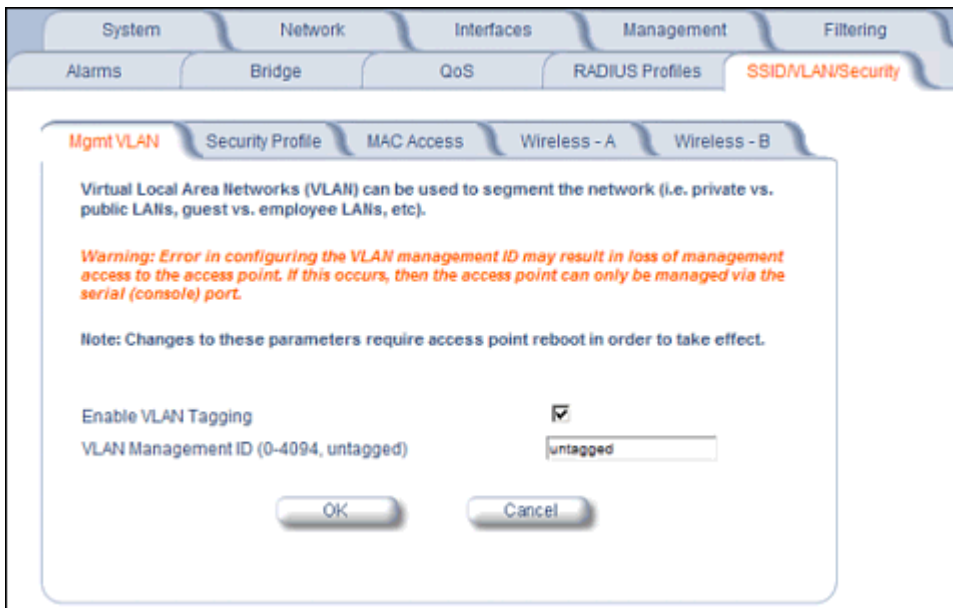 System Network Interfaces Management Filtering
Alarms Bridge QoS RADIUS Profiles SSID/VLAN/Security
Mgmt VLAN Security Profile MAC Access Wireless - A Wireless - B
Virtual Local Area Networks (VLAN) can be used to segment the network (i.e. private vs.
public LANs, guest vs. employee LANs, etc).
Warning: Error in configuring the VLAN management ID may result in loss of management
access to the access point. If this occurs, then the access point can only be managed via the
serial (console) port.
Note: Changes to these parameters require access point reboot in order to take effect.
Enable VLAN Tagging
VLAN Management ID (0-4094, untagged) untagged
OK Cancel